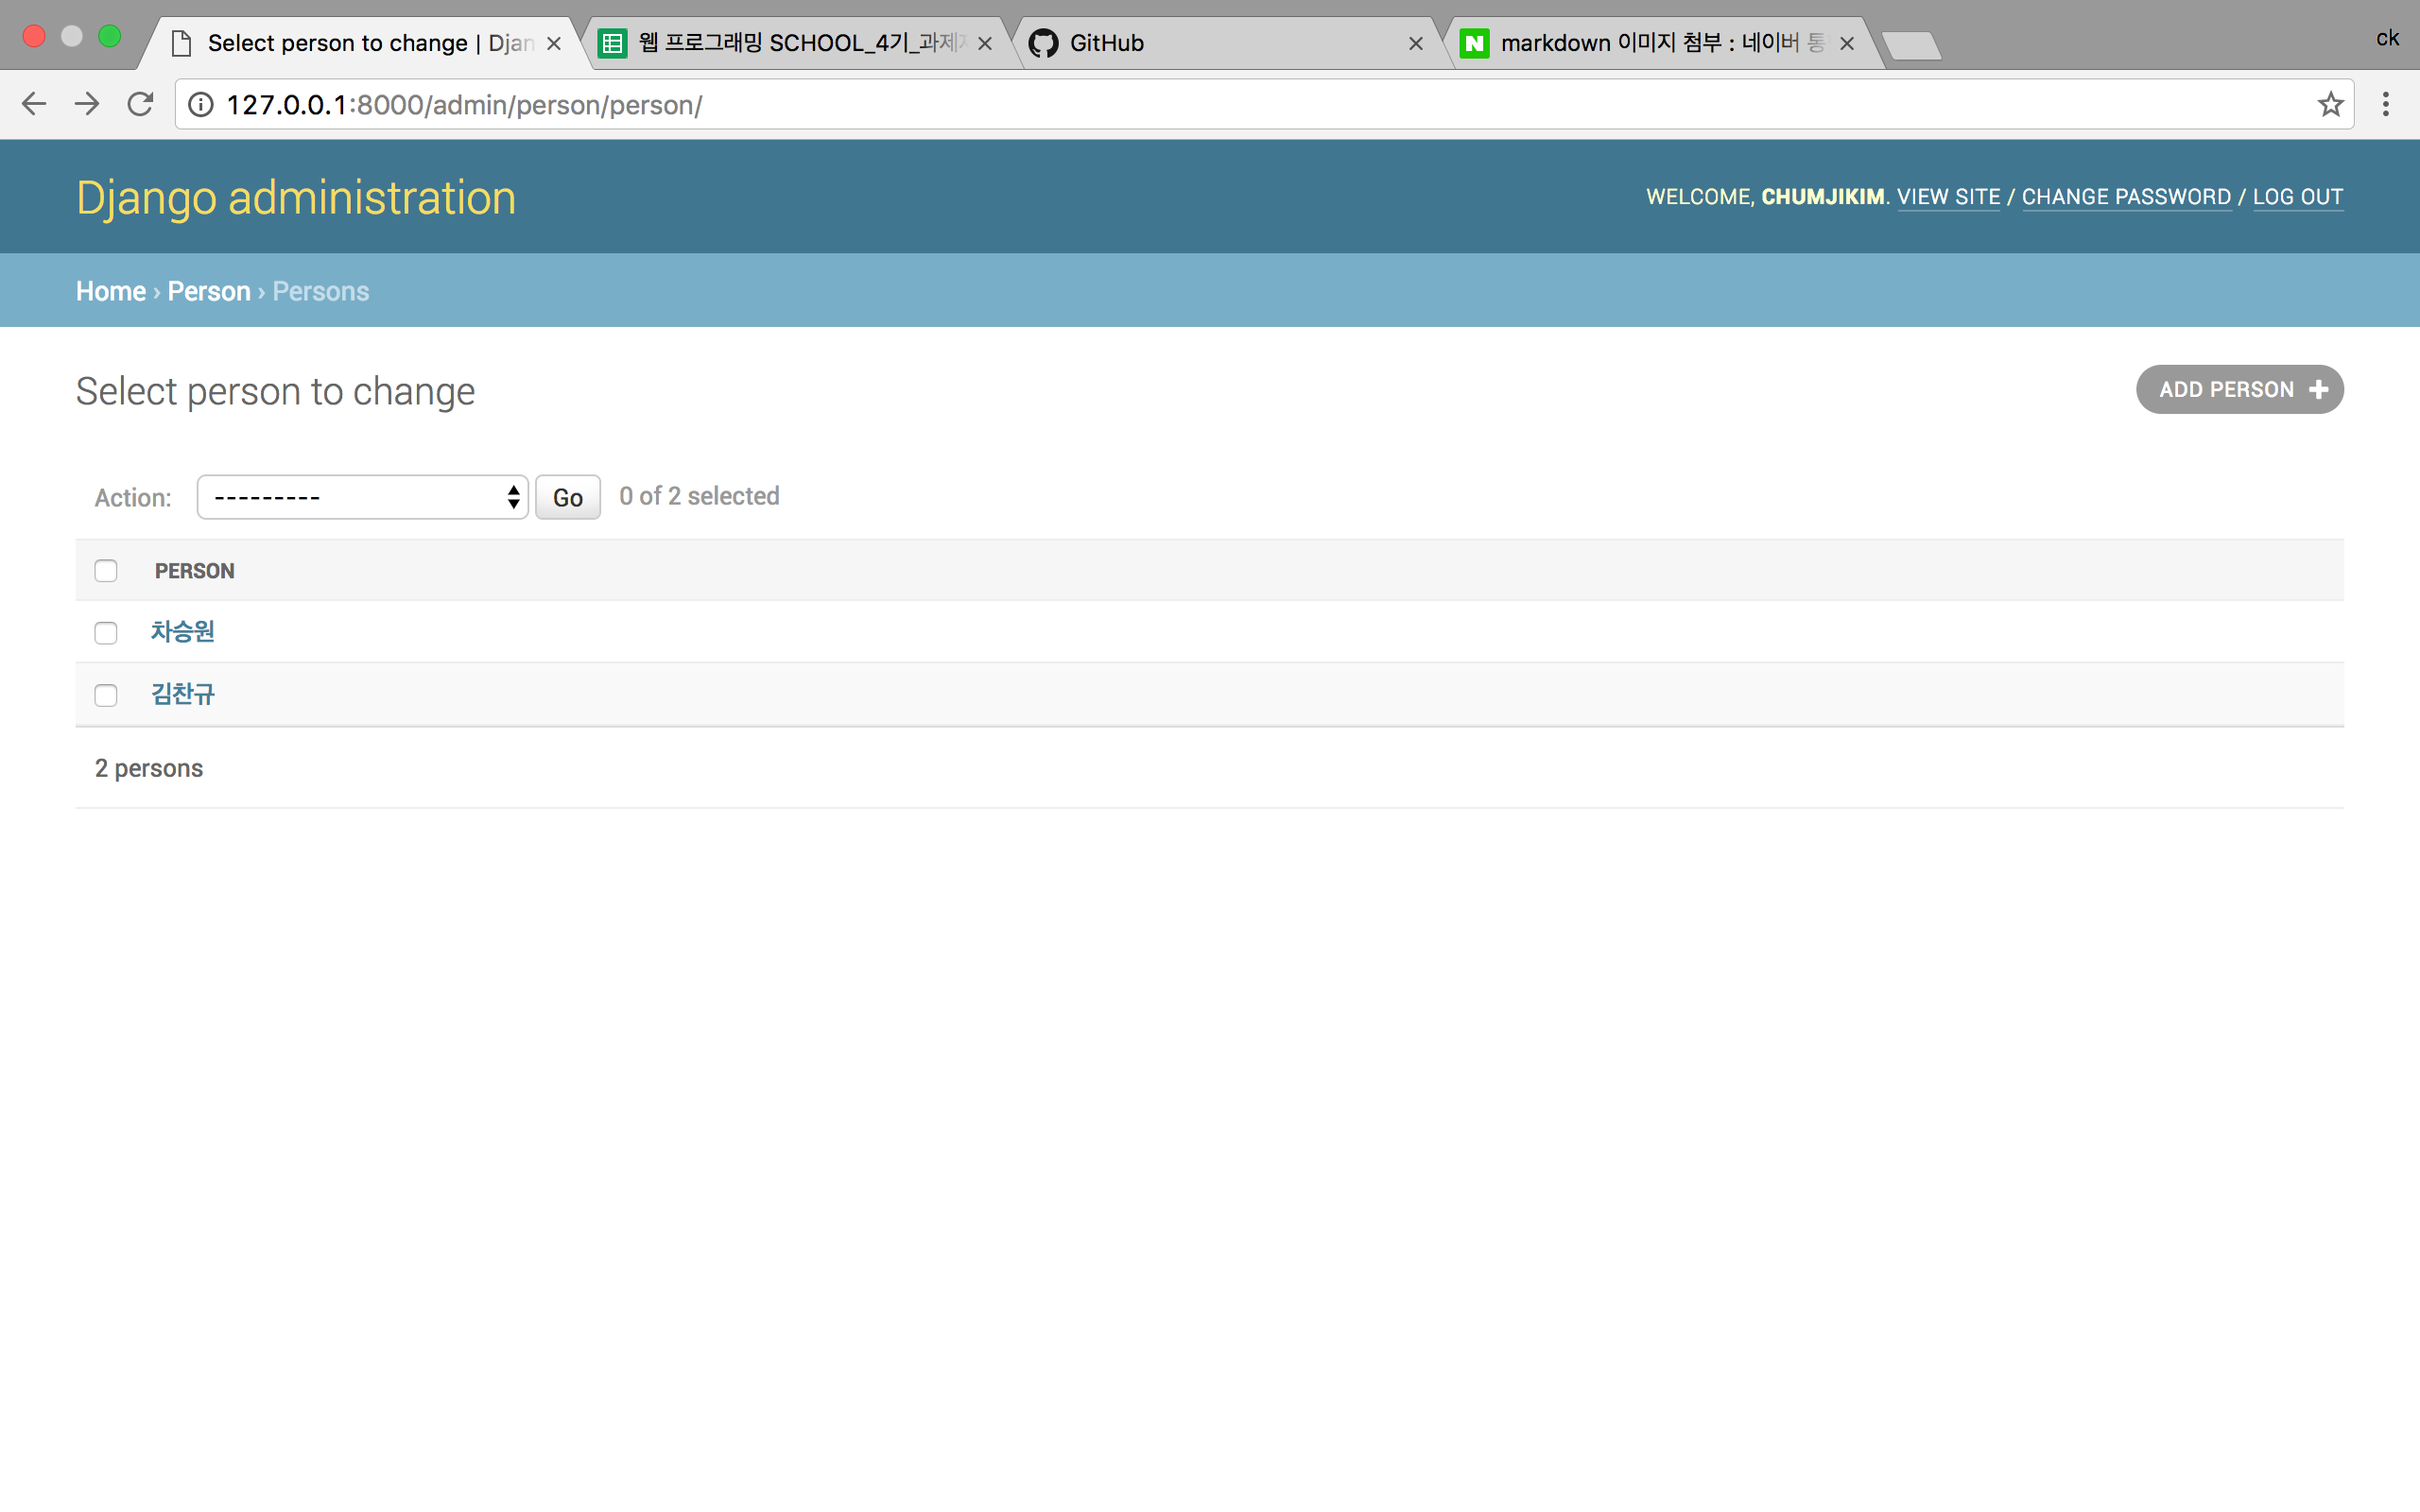 Select person to change | Djan
웹 프로그래밍 SCHOOL_4기_과제
GitHub
markdown 이미지 첨부 : 네이버 통
ck
127.0.0.1:8000/admin/person/person/
Django administration
WELCOME, CHUMJIKIM. VIEW SITE / CHANGE PASSWORD / LOG OUT
Home › Person › Persons
Select person to change
ADD PERSON +
Action: --------- Go 0 of 2 selected
PERSON
차승원
김찬규
2 persons